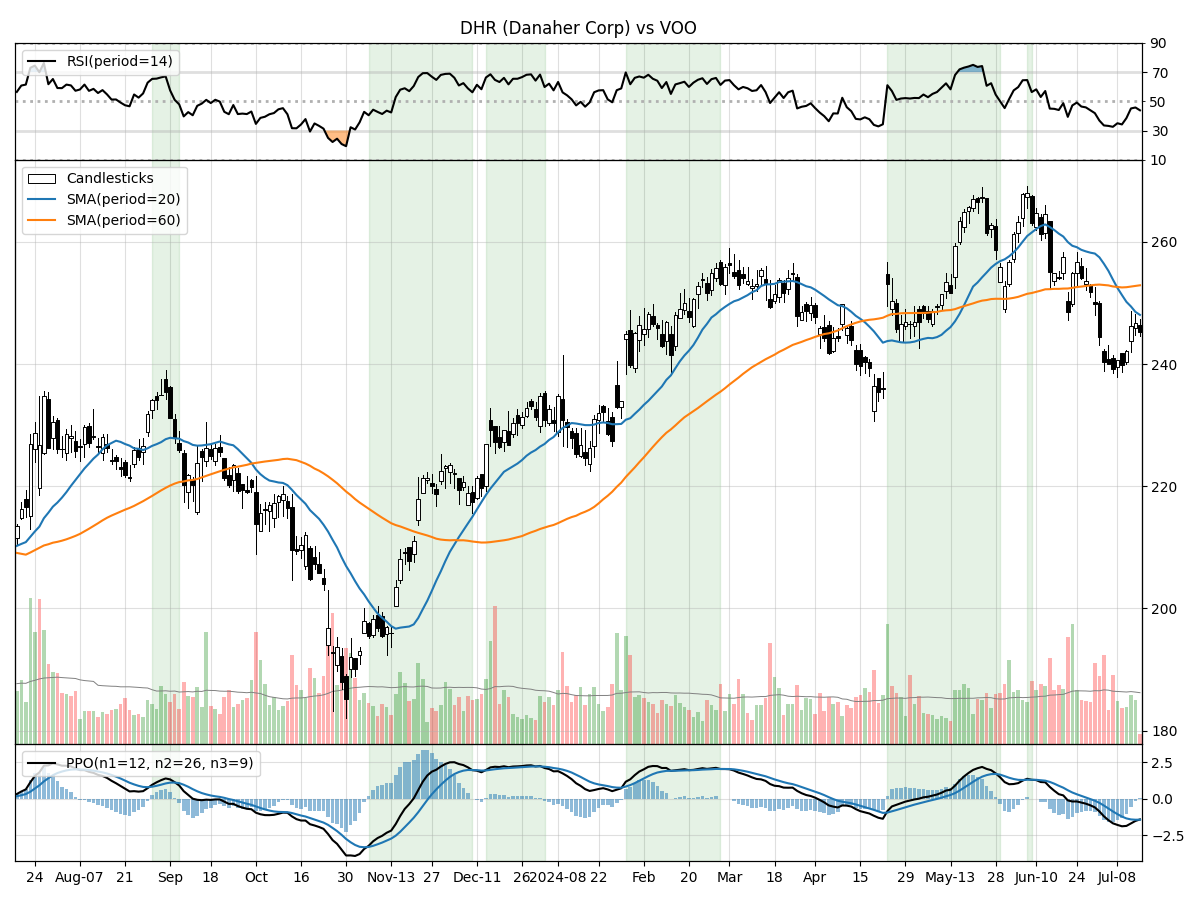 DHR (Danaher Corp) vs VOO
RSI(period=14)
90
70
50
30
10
Candlesticks
SMA(period=20)
SMA(period=60)
260
240
220
200
180
PPO(n1=12, n2=26, n3=9)
2.5
0.0
−2.5
24 Aug-07 21 Sep 18 Oct 16 30 Nov-13 27 Dec-11 26 2024-08 22 Feb 20 Mar 18 Apr 15 29 May-13 28 Jun-10 24 Jul-08